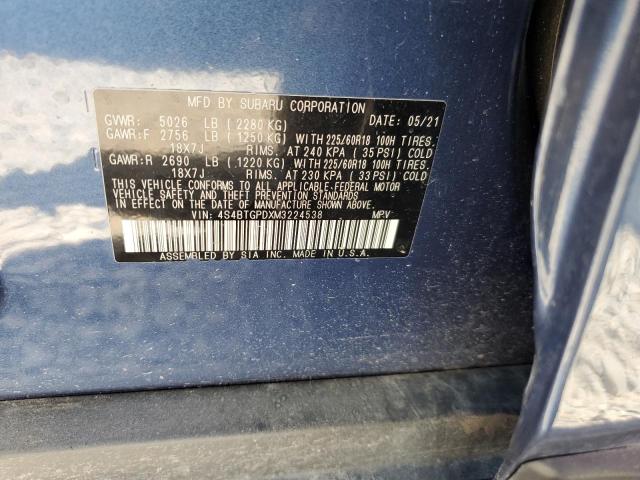 MFD BY SUBARU CORPORATION DATE: 05/21
GVWR: 5026 LB (2280 KG)
GAWR:F 2756 LB (1250 KG) WITH 225/60R18 100H TIRES.
18X7J RIMS. AT 240 KPA (35 PSI) COLD
GAWR:R 2690 LB (1220 KG) WITH 225/60R18 100H TIRES.
18X7J RIMS. AT 230 KPA (33 PSI) COLD
THIS VEHICLE CONFORMS TO ALL APPLICABLE FEDERAL MOTOR
VEHICLE SAFETY AND THEFT PREVENTION STANDARDS
IN EFFECT ON THE DATE OF MANUFACTURE SHOWN ABOVE.
VIN: 4S4BTGPDXM3224538 MPV
ASSEMBLED BY SIA INC. MADE IN U.S.A.